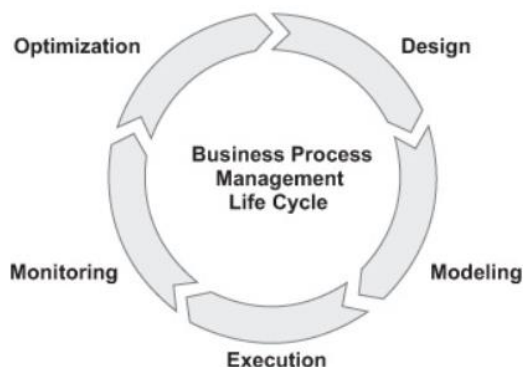 Optimization
Design
Business Process
Management
Life Cycle
Monitoring
Modeling
Execution